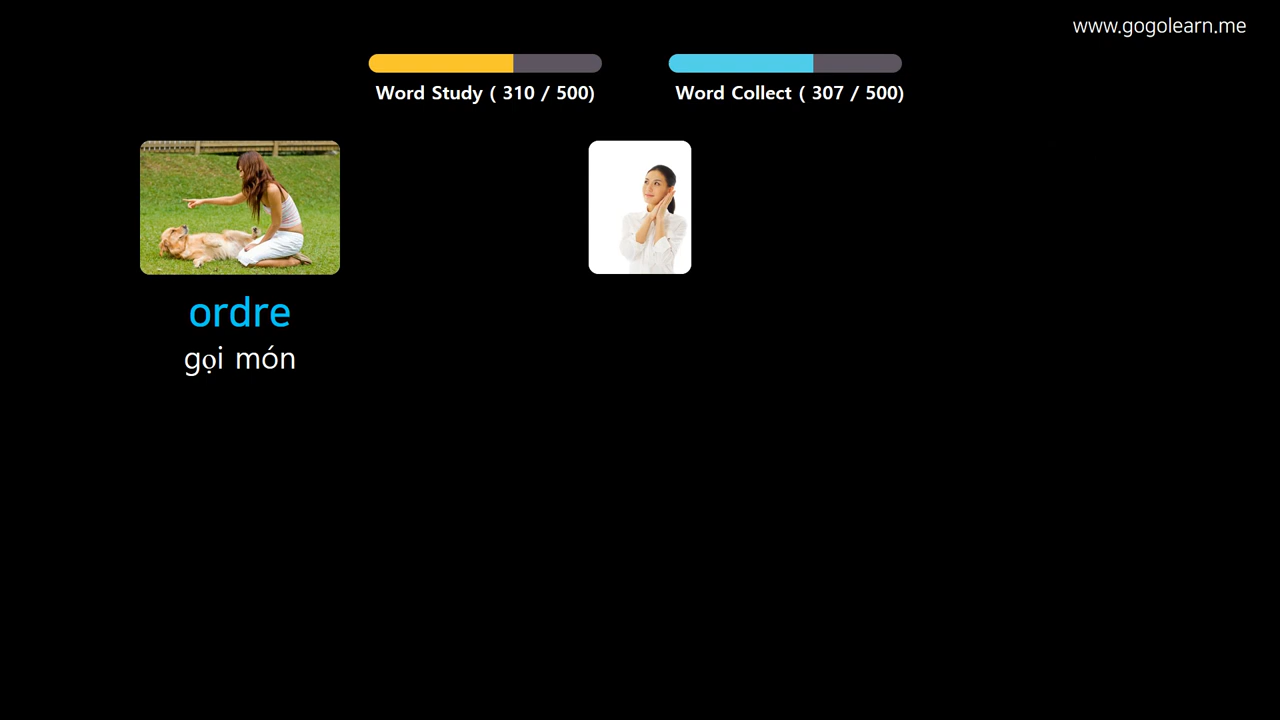 www.gogolearn.me
Word Study ( 310 / 500)
Word Collect ( 307 / 500)
ordre
gọi món